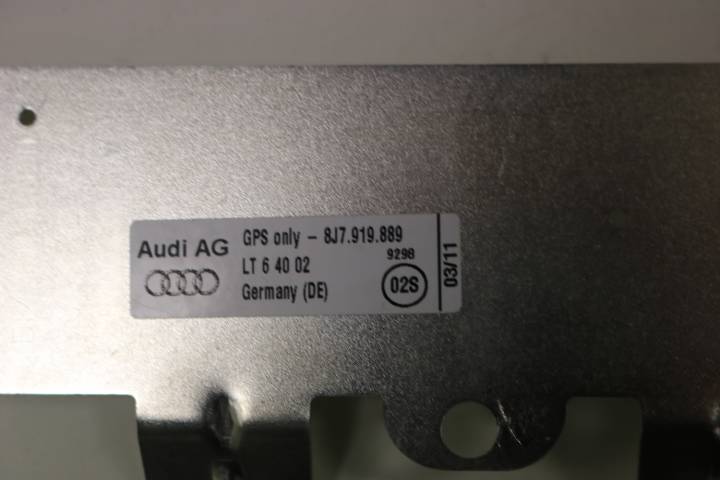 Audi AG
GPS only - 8J7.919.889
LT 6 40 02
Germany (DE)
9298
02S
03/11